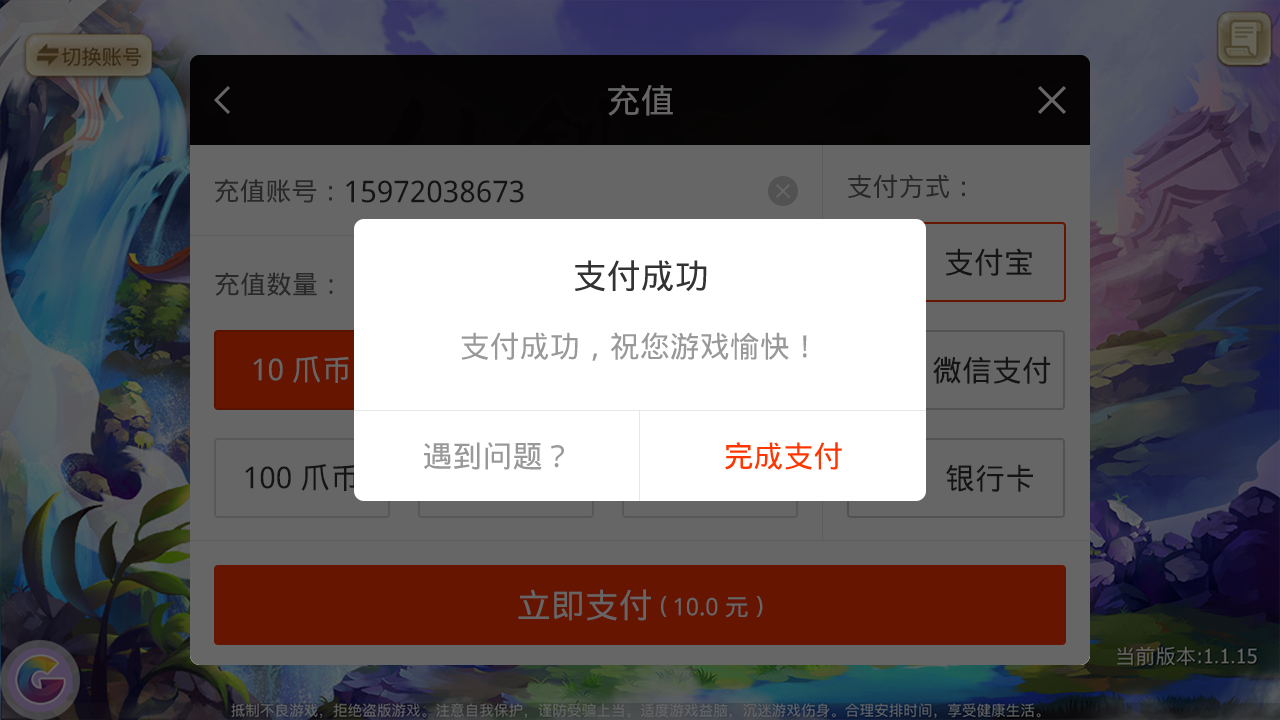 切换账号
充值
充值账号：15972038673
支付方式：
支付成功
支付宝
充值数量：
支付成功，祝您游戏愉快！
10 爪币
微信支付
遇到问题？
完成支付
100 爪币
银行卡
立即支付（10.0 元）
当前版本:1.1.15
抵制不良游戏，拒绝盗版游戏。注意自我保护，谨防受骗上当。适度游戏益脑，沉迷游戏伤身。合理安排时间，享受健康生活。